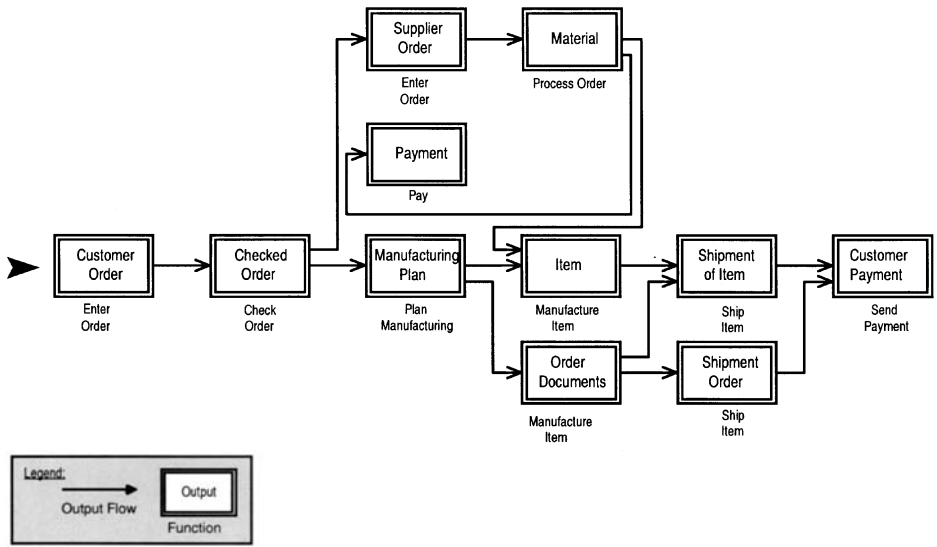 Supplier
Order
Enter
Order
Material
Process Order
Payment
Pay
Customer
Order
Enter
Order
Checked
Order
Check
Order
Manufacturing
Plan
Plan
Manufacturing
Item
Manufacture
Item
Shipment
of Item
Ship
Item
Customer
Payment
Send
Payment
Order
Documents
Manufacture
Item
Shipment
Order
Ship
Item
Legend:
Output Flow
Output
Function